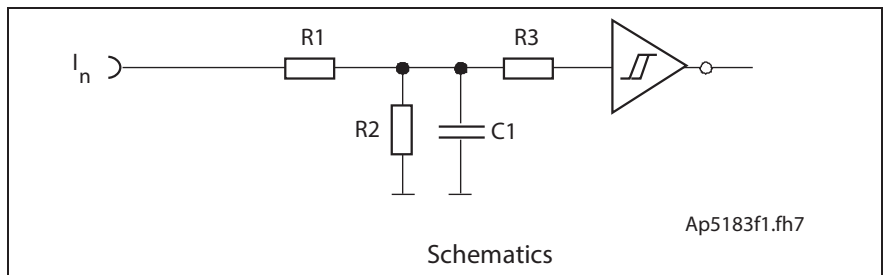 I n
R1
R3
R2
C1
Ap5183f1.fh7
Schematics